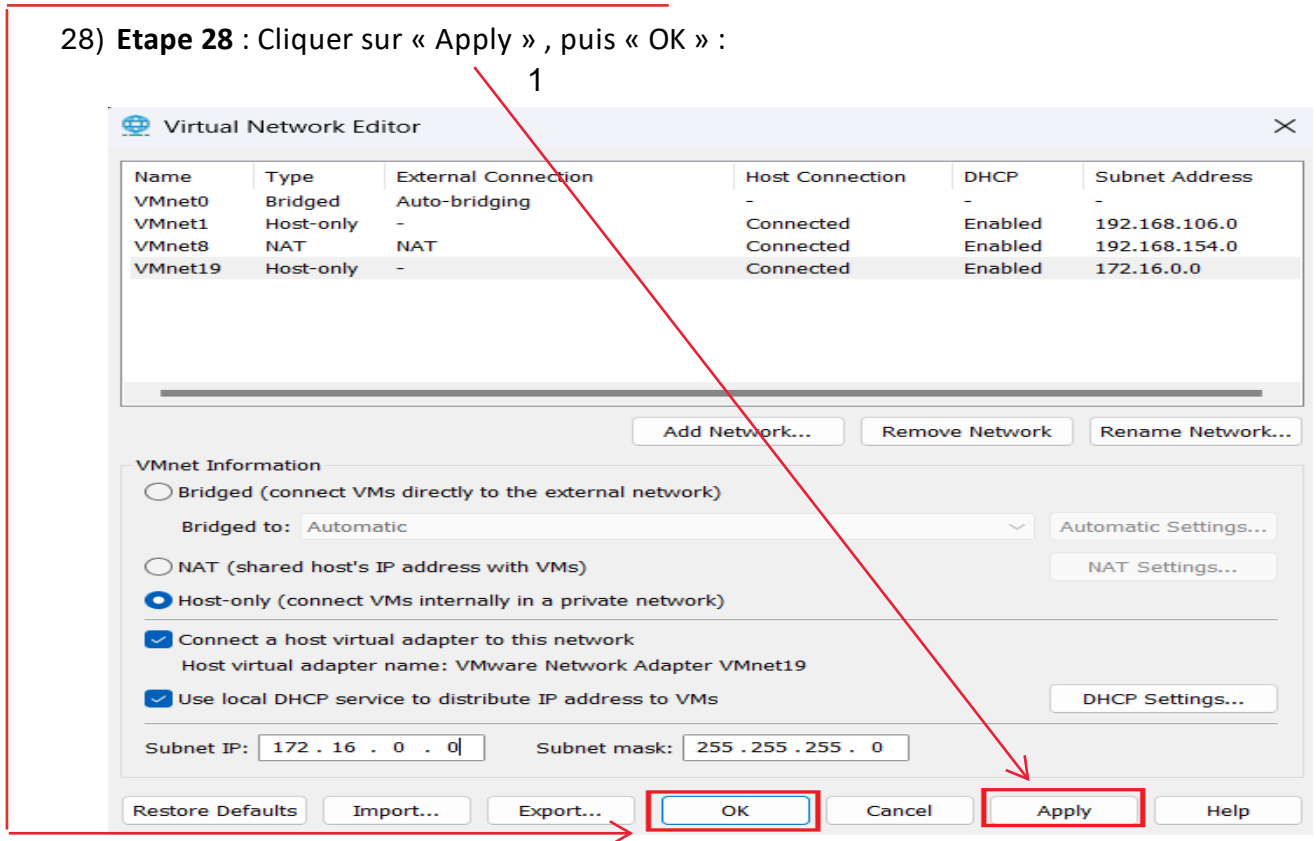 28) Etape 28 : Cliquer sur « Apply » , puis « OK » :
1
Virtual Network Editor
Name Type External Connection Host Connection DHCP Subnet Address
VMnet0 Bridged Auto-bridging - - -
VMnet1 Host-only - Connected Enabled 192.168.106.0
VMnet8 NAT NAT Connected Enabled 192.168.154.0
VMnet19 Host-only - Connected Enabled 172.16.0.0
Add Network... Remove Network Rename Network...
VMnet Information
Bridged (connect VMs directly to the external network)
Bridged to: Automatic Automatic Settings...
NAT (shared host's IP address with VMs) NAT Settings...
Host-only (connect VMs internally in a private network)
Connect a host virtual adapter to this network
Host virtual adapter name: VMware Network Adapter VMnet19
Use local DHCP service to distribute IP address to VMs DHCP Settings...
Subnet IP: 172 . 16 . 0 . 0 Subnet mask: 255 . 255 . 255 . 0
Restore Defaults Import... Export... OK Cancel Apply Help